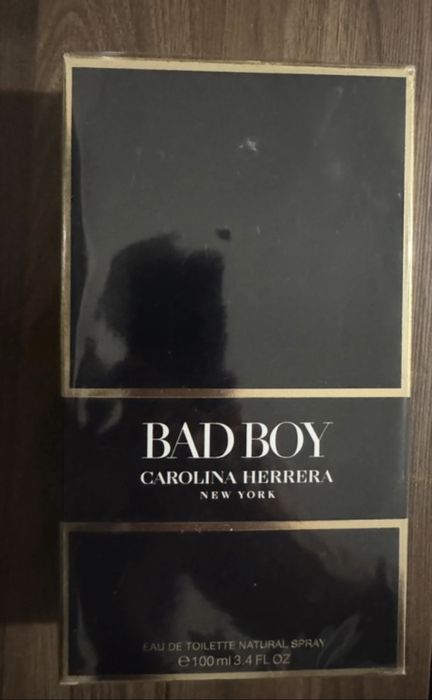 BAD BOY
CAROLINA HERRERA
NEW YORK
EAU DE TOILETTE NATURAL SPRAY
℮100 ml 3.4 FL OZ